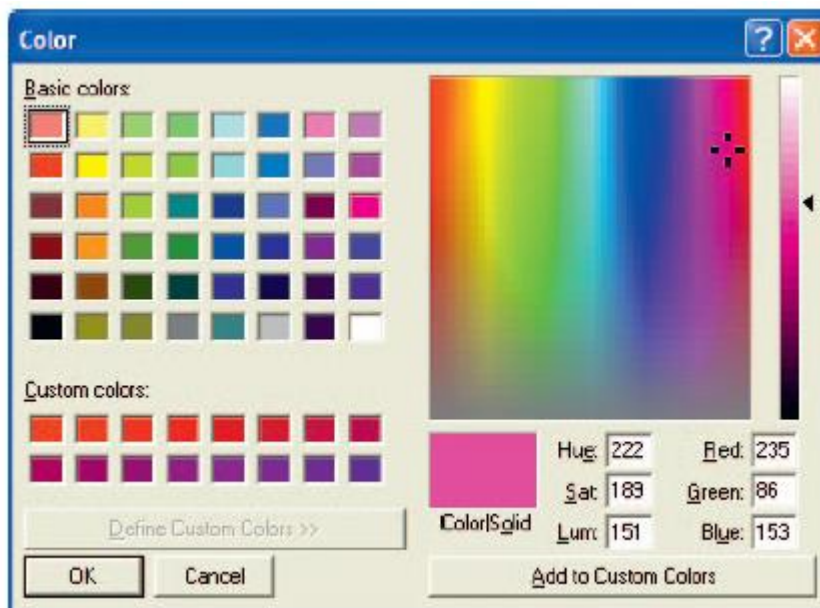 Color
Basic colors:
Custom colors:
Define Custom Colors >>
OK Cancel
Color|Solid
Hue: 222 Red: 235
Sat: 189 Green: 86
Lum: 151 Blue: 153
Add to Custom Colors